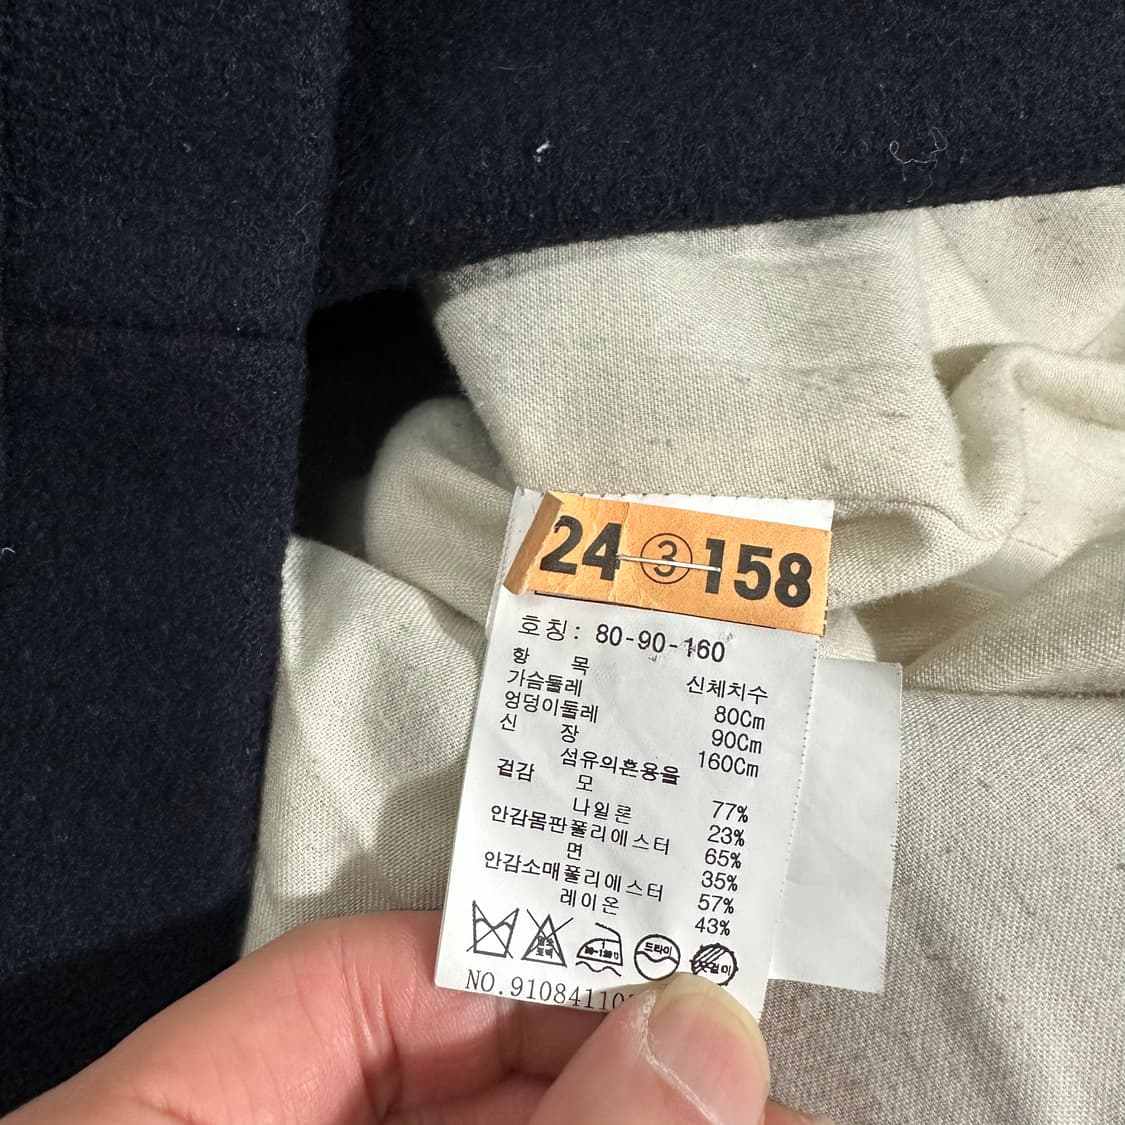 24 ③ 158
호칭: 80-90-160
항 목 신체치수
가슴둘레 80Cm
엉덩이둘레 90Cm
신 장 160Cm
섬유의혼용율
겉감 모 77%
나일론 23%
안감몸판폴리에스터 65%
면 35%
안감소매폴리에스터 57%
레이온 43%
드라이
NO.9108411